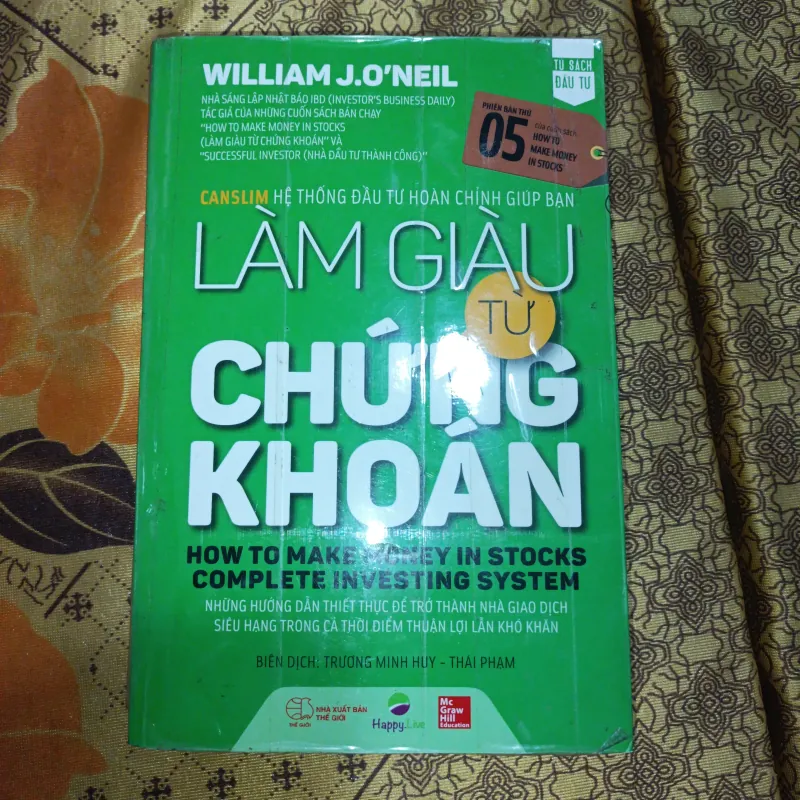 WILLIAM J.O'NEIL
NHÀ SÁNG LẬP NHẬT BÁO IBD (INVESTOR'S BUSINESS DAILY)
TÁC GIẢ CỦA NHỮNG CUỐN SÁCH BÁN CHẠY
"HOW TO MAKE MONEY IN STOCKS
(LÀM GIÀU TỪ CHỨNG KHOÁN" VÀ
"SUCCESSFUL INVESTOR (NHÀ ĐẦU TƯ THÀNH CÔNG)"
TỦ SÁCH
ĐẦU TƯ
PHIÊN BẢN THỨ
05
của cuốn sách
HOW TO
MAKE MONEY
IN STOCKS
CANSLIM HỆ THỐNG ĐẦU TƯ HOÀN CHỈNH GIÚP BẠN
LÀM GIÀU
TỪ
CHỨNG
KHOÁN
HOW TO MAKE MONEY IN STOCKS
COMPLETE INVESTING SYSTEM
NHỮNG HƯỚNG DẪN THIẾT THỰC ĐỂ TRỞ THÀNH NHÀ GIAO DỊCH
SIÊU HẠNG TRONG CẢ THỜI ĐIỂM THUẬN LỢI LẪN KHÓ KHĂN
BIÊN DỊCH: TRƯƠNG MINH HUY - THÁI PHẠM
THẾ GIỚI
NHÀ XUẤT BẢN
THẾ GIỚI
Happy.Live
Mc
Graw
Hill
Education